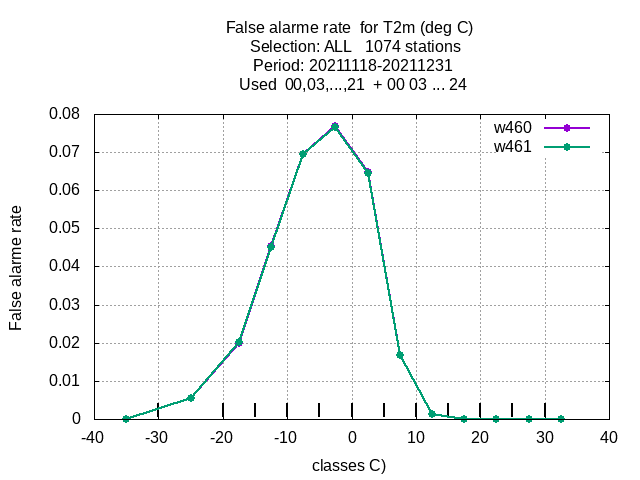 False alarme rate  for T2m (deg C)
Selection: ALL   1074 stations
Period: 20211118-20211231
Used  00,03,...,21  + 00 03 ... 24
w460
w461
0.08
0.07
0.06
0.05
0.04
0.03
0.02
0.01
0
False alarme rate
-40 -30 -20 -10 0 10 20 30 40
classes C)